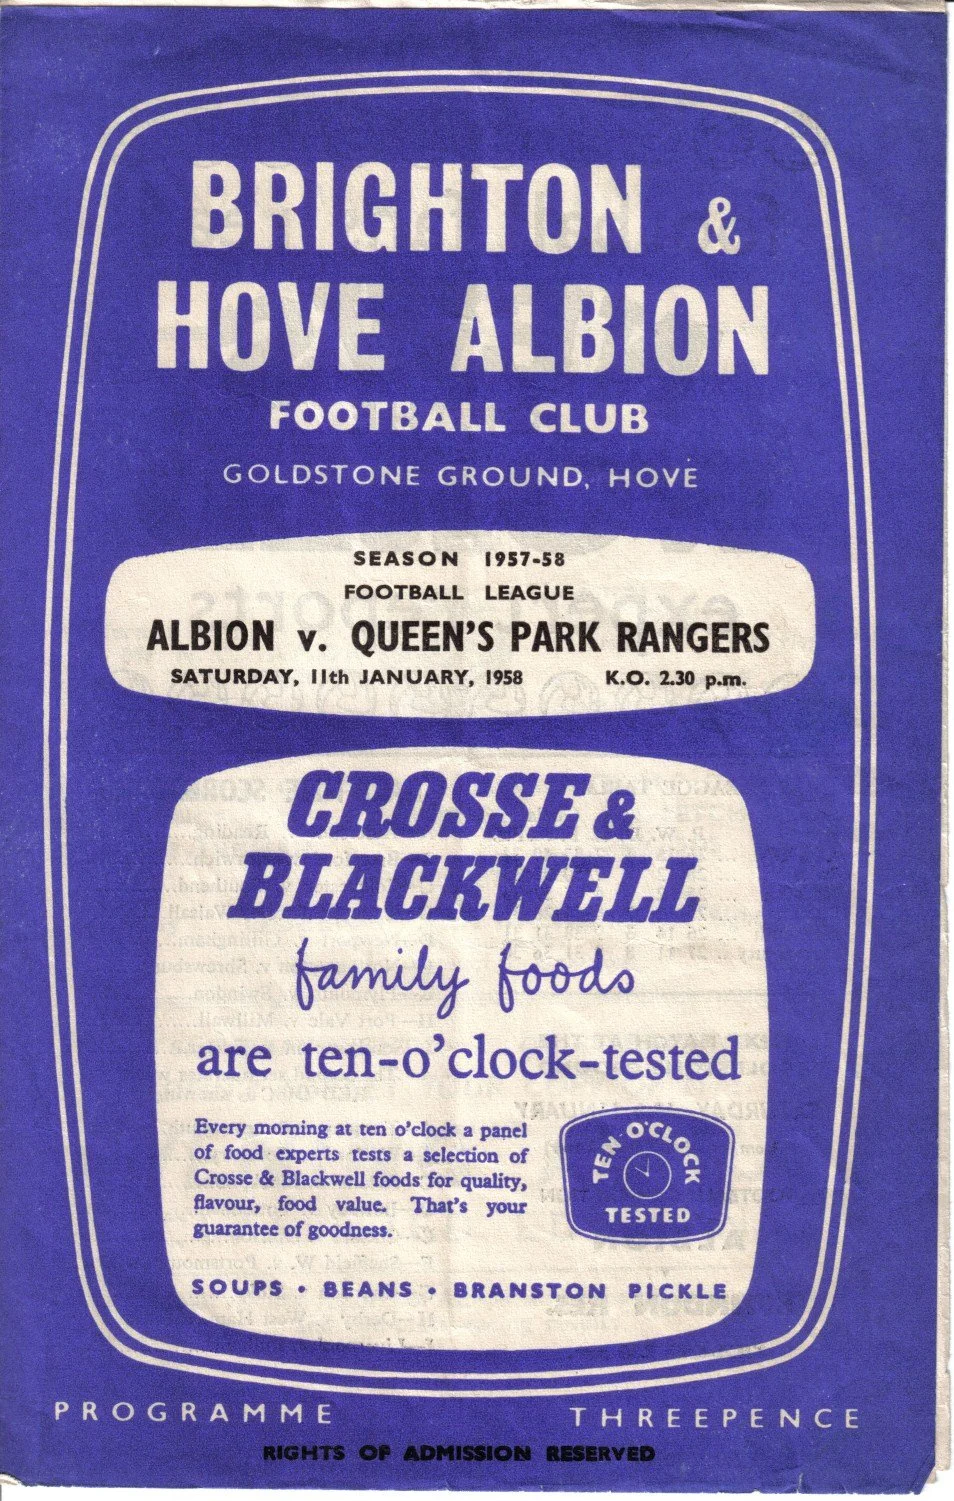 BRIGHTON &
HOVE ALBION
FOOTBALL CLUB
GOLDSTONE GROUND, HOVE
SEASON 1957-58
FOOTBALL LEAGUE
ALBION v. QUEEN'S PARK RANGERS
SATURDAY, 11th JANUARY, 1958 K.O. 2.30 p.m.
CROSSE &
BLACKWELL
family foods
are ten-o'clock-tested
Every morning at ten o'clock a panel
of food experts tests a selection of
Crosse & Blackwell foods for quality,
flavour, food value. That's your
guarantee of goodness.
TEN-O'CLOCK
TESTED
SOUPS • BEANS • BRANSTON PICKLE
PROGRAMME THREEPENCE
RIGHTS OF ADMISSION RESERVED